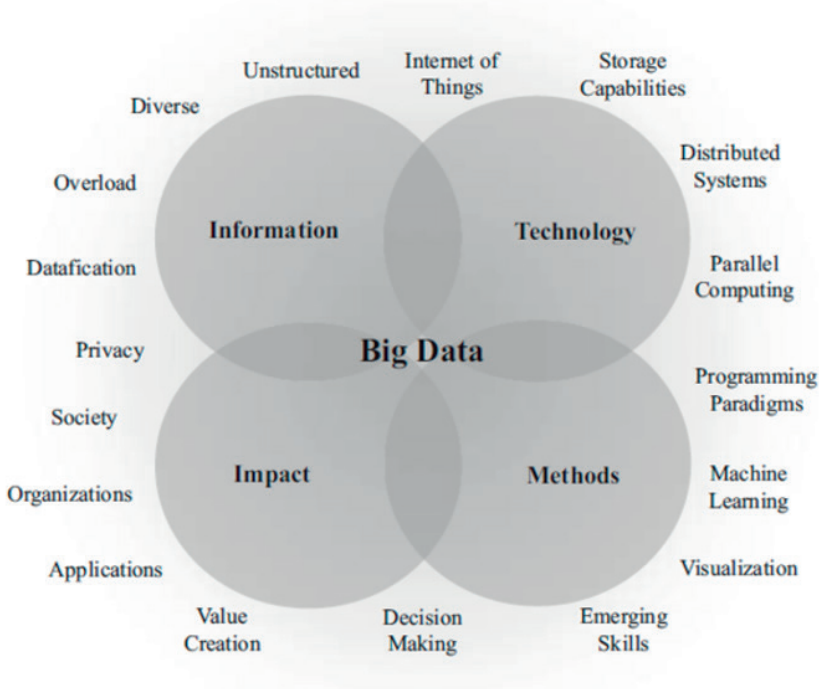 Internet of
Things
Storage
Capabilities
Unstructured
Diverse
Distributed
Systems
Overload
Information
Technology
Datafication
Parallel
Computing
Privacy
Big Data
Programming
Paradigms
Society
Impact
Methods
Machine
Learning
Organizations
Applications
Visualization
Value
Creation
Decision
Making
Emerging
Skills